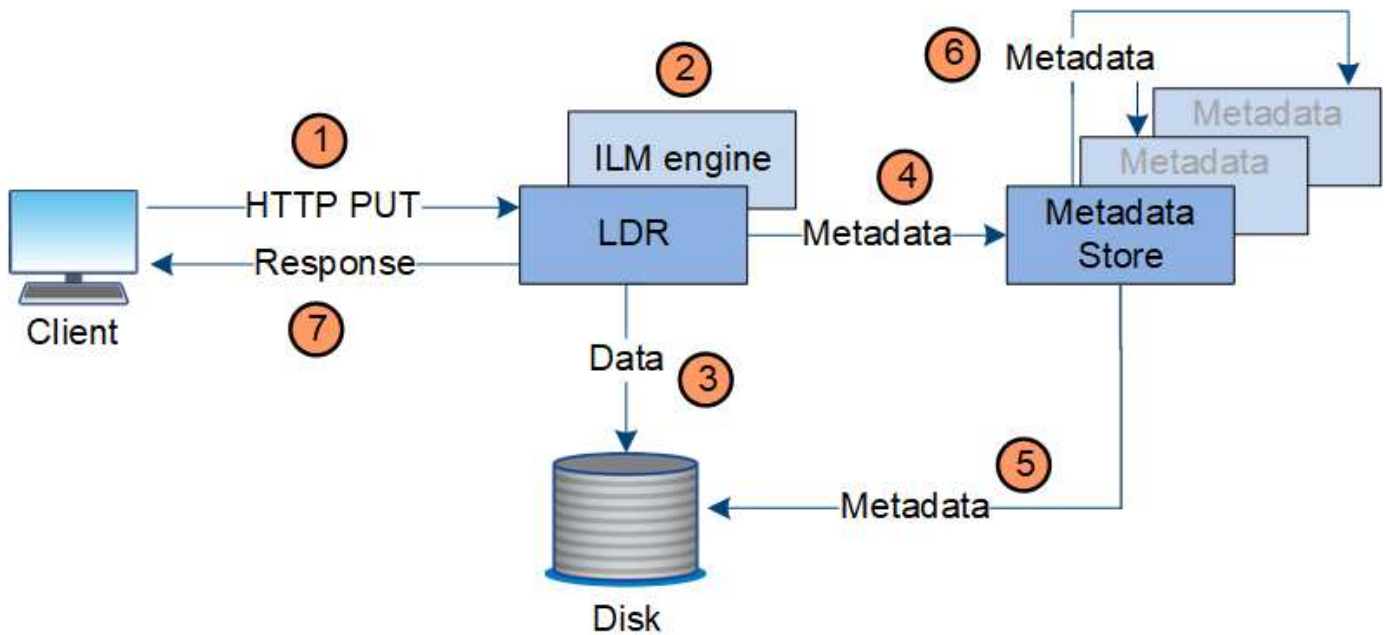 6
Metadata
2
Metadata
1
ILM engine
Metadata
4
HTTP PUT
LDR
Metadata
Metadata
Store
Response
Client
7
Data
3
5
Metadata
Disk